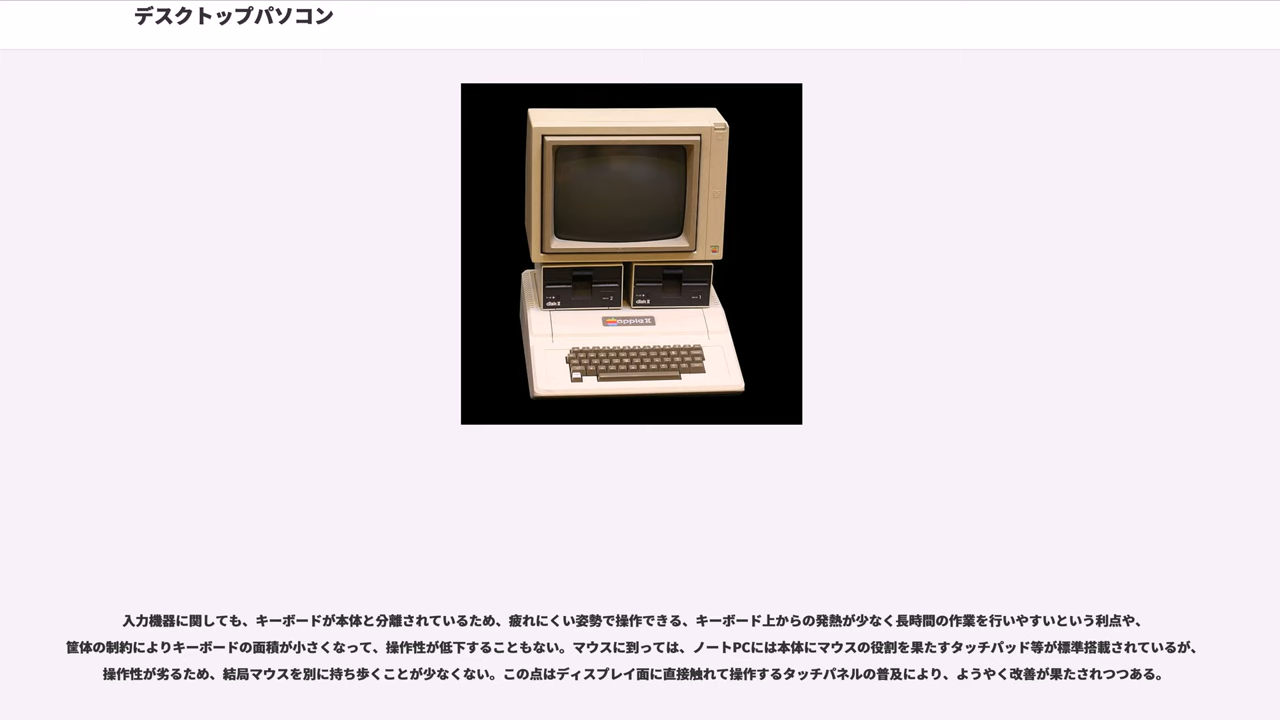 デスクトップパソコン
disk II
disk II
apple II
入力機器に関しても、キーボードが本体と分離されているため、疲れにくい姿勢で操作できる、キーボード上からの発熱が少なく長時間の作業を行いやすいという利点や、
筐体の制約によりキーボードの面積が小さくなって、操作性が低下することもない。マウスに到っては、ノートPCには本体にマウスの役割を果たすタッチパッド等が標準搭載されているが、
操作性が劣るため、結局マウスを別に持ち歩くことが少なくない。この点はディスプレイ面に直接触れて操作するタッチパネルの普及により、ようやく改善が果たされつつある。